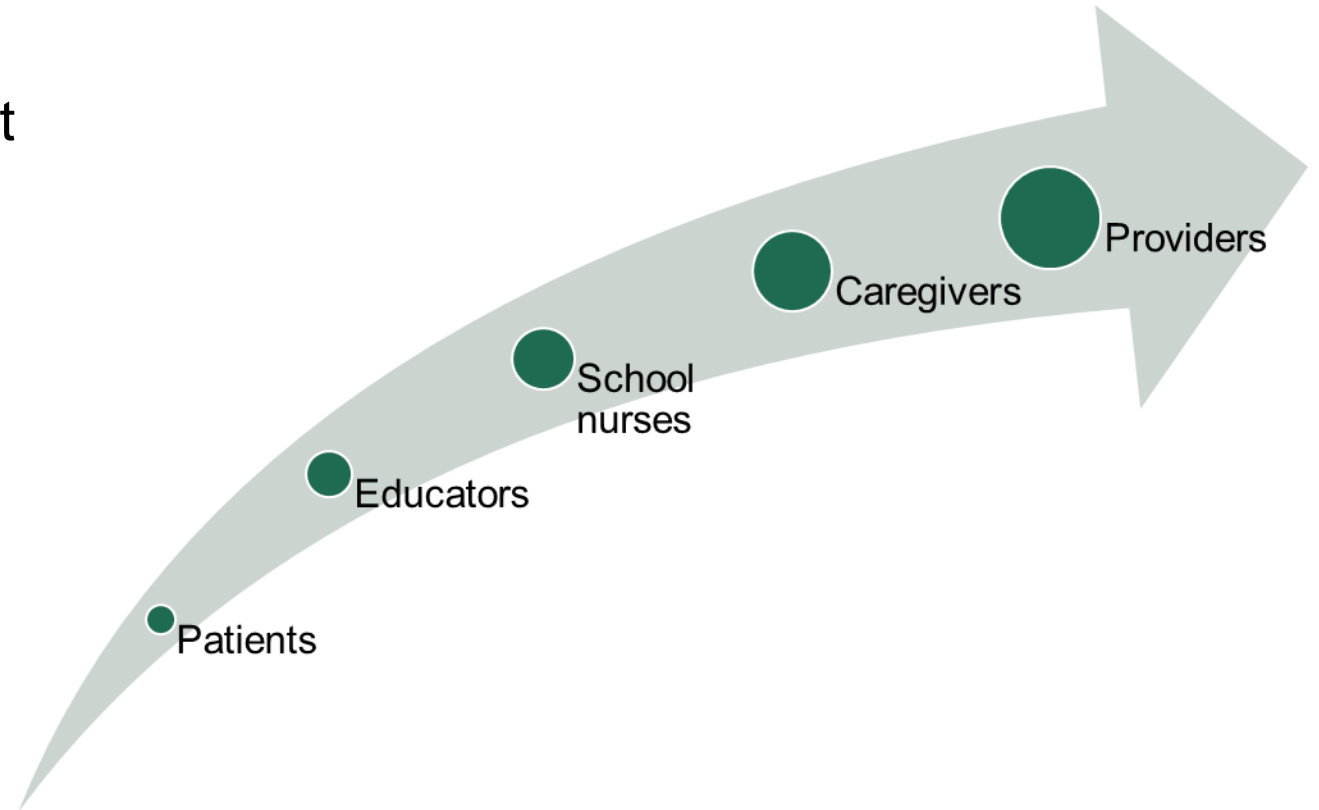 t
Providers
Caregivers
School
nurses
Educators
Patients